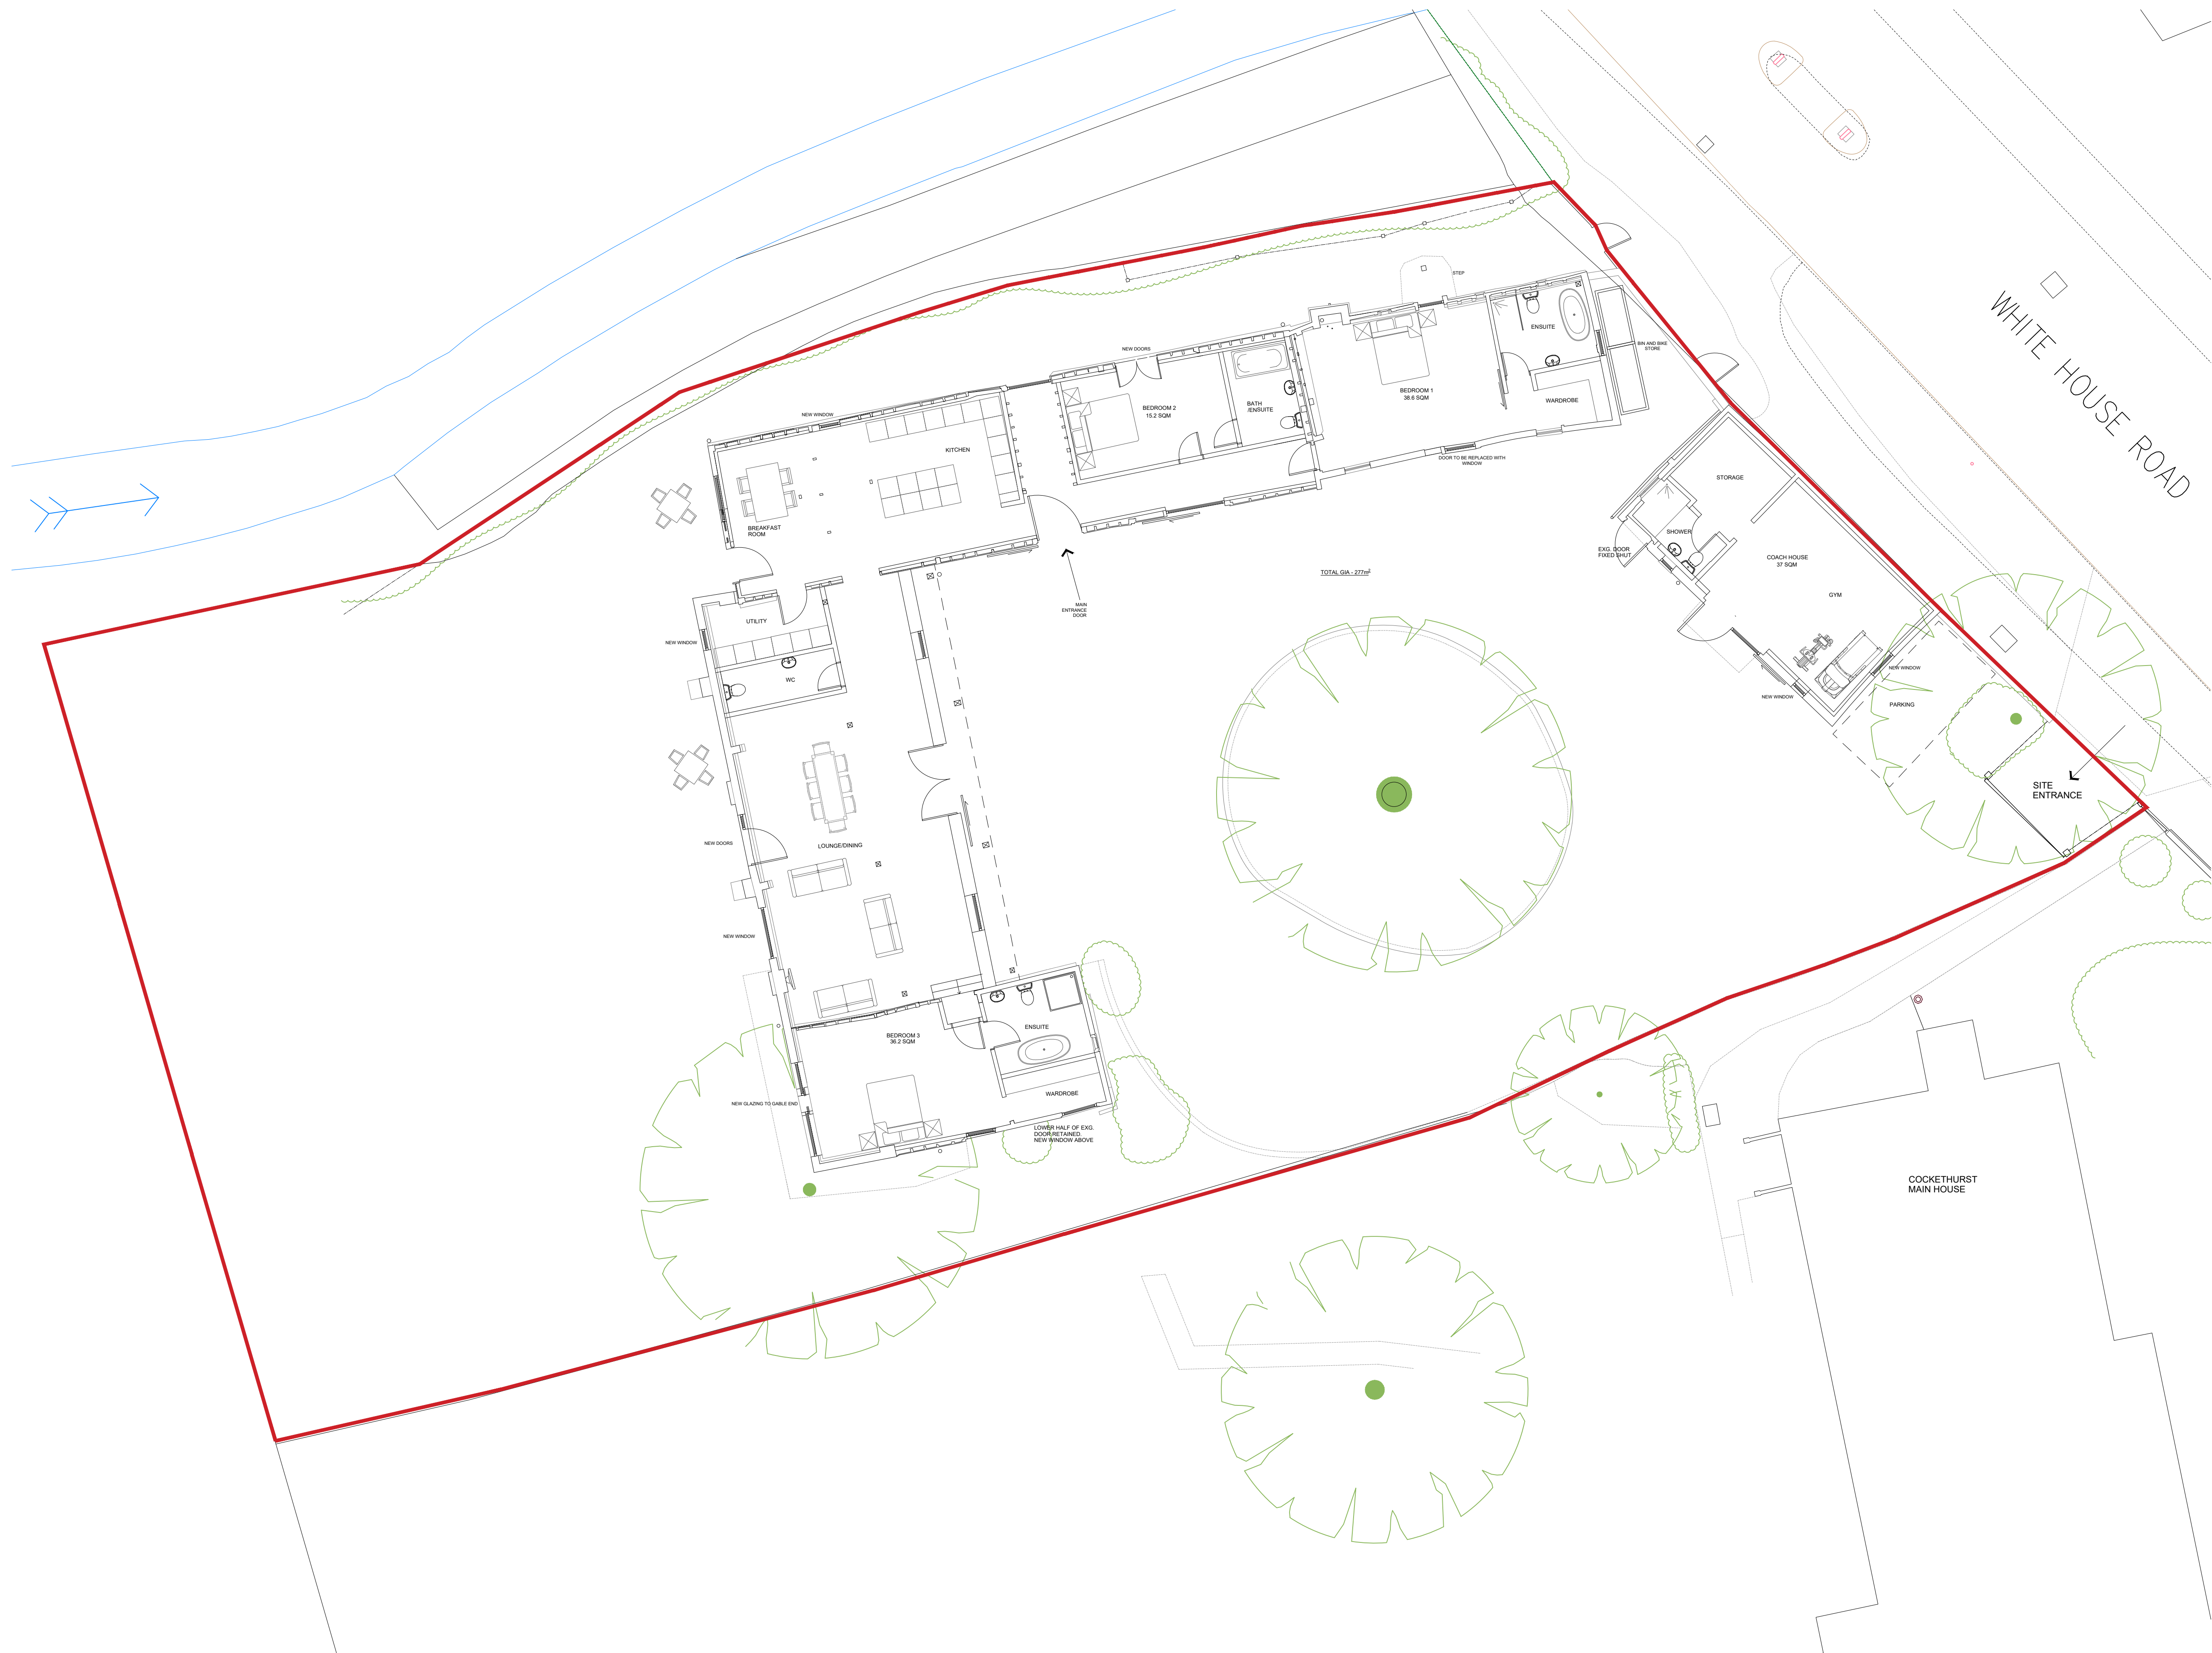 WHITE HOUSE ROAD
STEP
ENSUITE
BIN AND BIKE
STORE
NEW DOORS
BEDROOM 1
38.6 SQM
WARDROBE
BEDROOM 2
15.2 SQM
BATH
/ENSUITE
NEW WINDOW
KITCHEN
DOOR TO BE REPLACED WITH
WINDOW
BREAKFAST
ROOM
STORAGE
SHOWER
EXG. DOOR
FIXED SHUT
COACH HOUSE
37 SQM
TOTAL GIA - 277m²
GYM
MAIN
ENTRANCE
DOOR
UTILITY
NEW WINDOW
WC
NEW WINDOW
NEW WINDOW
PARKING
SITE
ENTRANCE
NEW DOORS
LOUNGE/DINING
NEW WINDOW
ENSUITE
BEDROOM 3
36.2 SQM
WARDROBE
NEW GLAZING TO GABLE END
LOWER HALF OF EXG.
DOOR RETAINED.
NEW WINDOW ABOVE
COCKETHURST
MAIN HOUSE